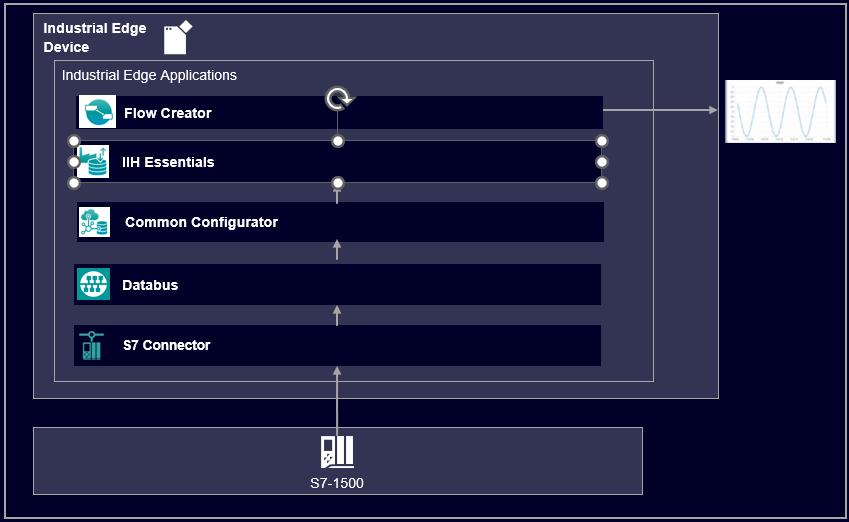 Industrial Edge
Device
Industrial Edge Applications
Flow Creator
IIH Essentials
Common Configurator
Databus
S7 Connector
S7-1500